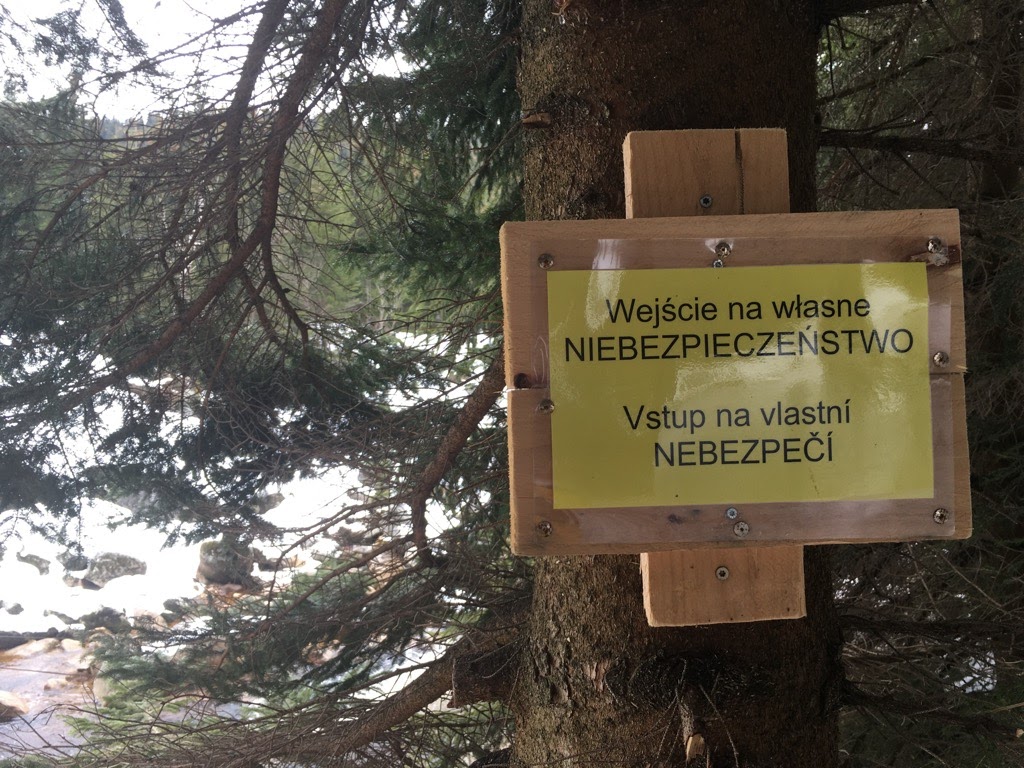 Wejście na własne
NIEBEZPIECZEŃSTWO
Vstup na vlastní
NEBEZPEČÍ